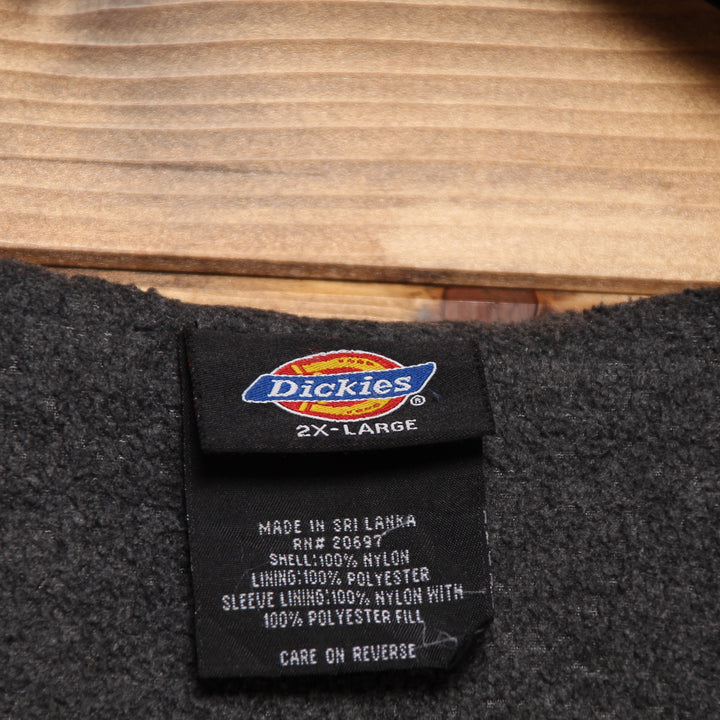 Dickies®
2X-LARGE
MADE IN SRI LANKA
RN# 20697
SHELL:100% NYLON
LINING:100% POLYESTER
SLEEVE LINING:100% NYLON WITH
100% POLYESTER FILL
CARE ON REVERSE